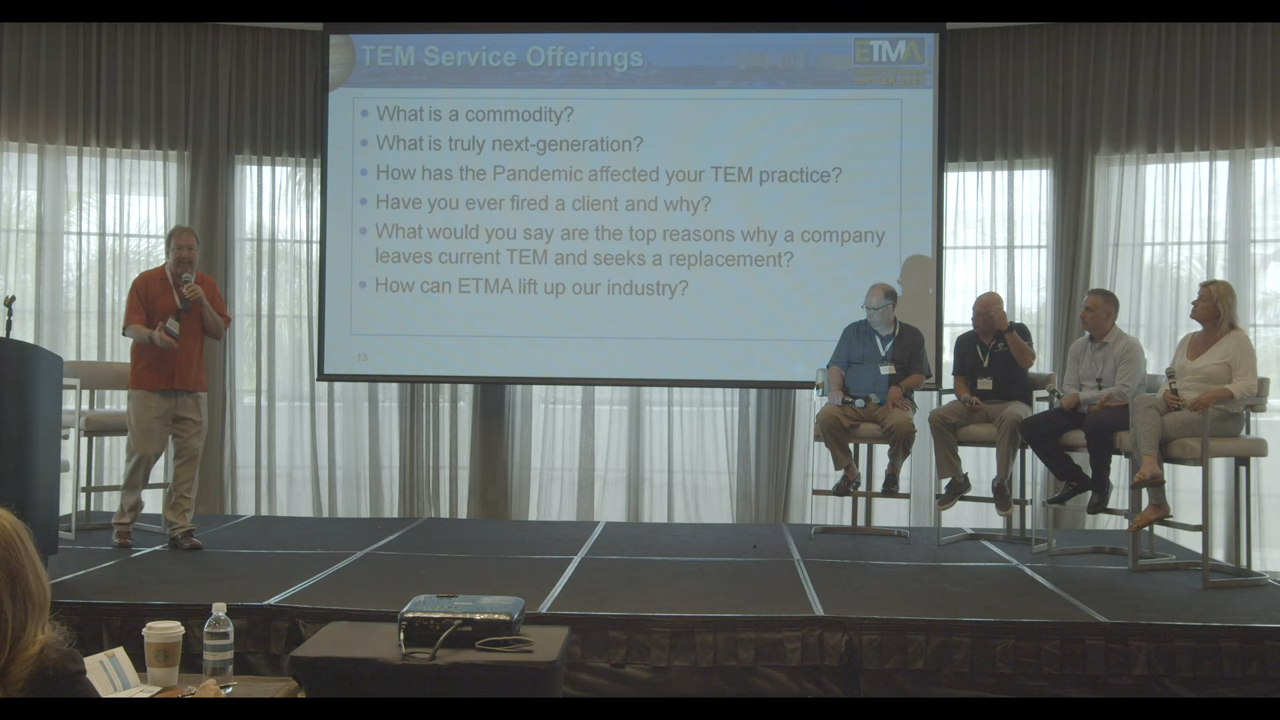 TEM Service Offerings
ETMA
• What is a commodity?
• What is truly next-generation?
• How has the Pandemic affected your TEM practice?
• Have you ever fired a client and why?
• What would you say are the top reasons why a company
leaves current TEM and seeks a replacement?
• How can ETMA lift up our industry?
13